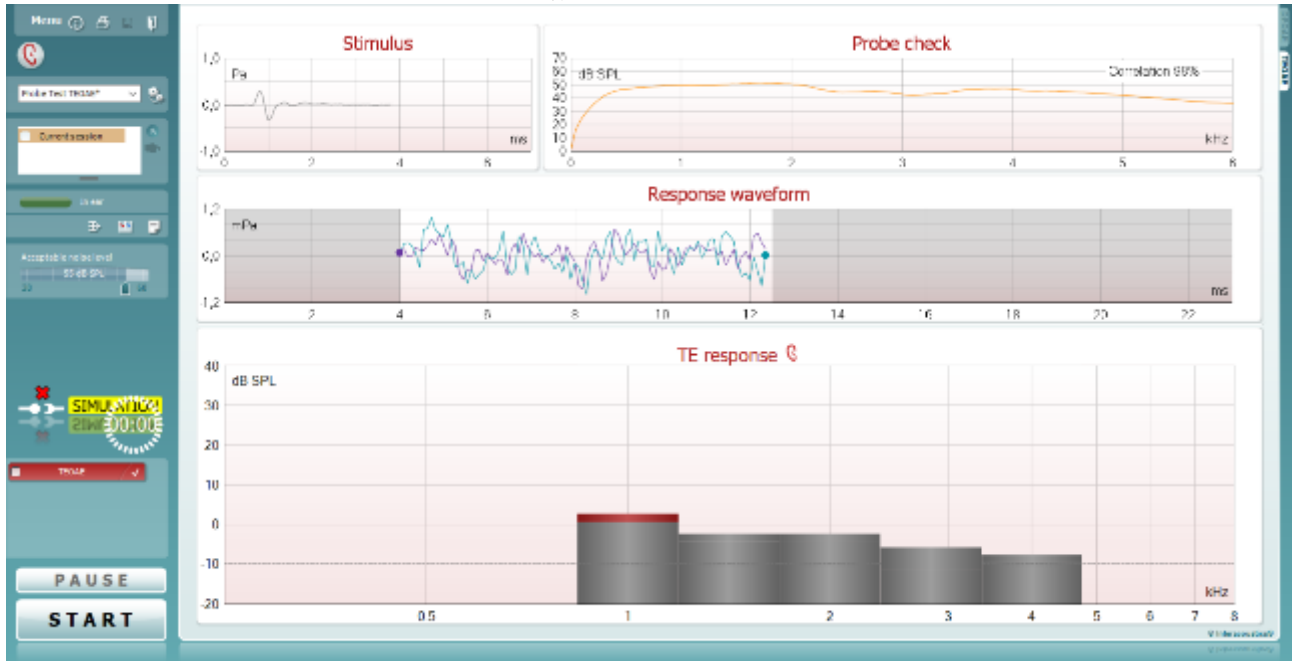 Menu
Probe Test TEOAE*
Current session
Acceptable noise level
55 dB SPL
SIMULATION!
00:00
TEOAE
PAUSE
START
Stimulus
1,0
Pa
0,0
-1,0
ms
0 2 4 6
Probe check
70
60
50
40
30
20
10
0
dB SPL
Correlation 98%
kHz
0 1 2 3 4 5 6
Response waveform
1,2
mPa
0,0
-1,2
ms
2 4 6 8 10 12 14 16 18 20 22
TE response
40
dB SPL
30
20
10
0
-10
-20
kHz
0.5 1 2 3 4 5 6 7 8